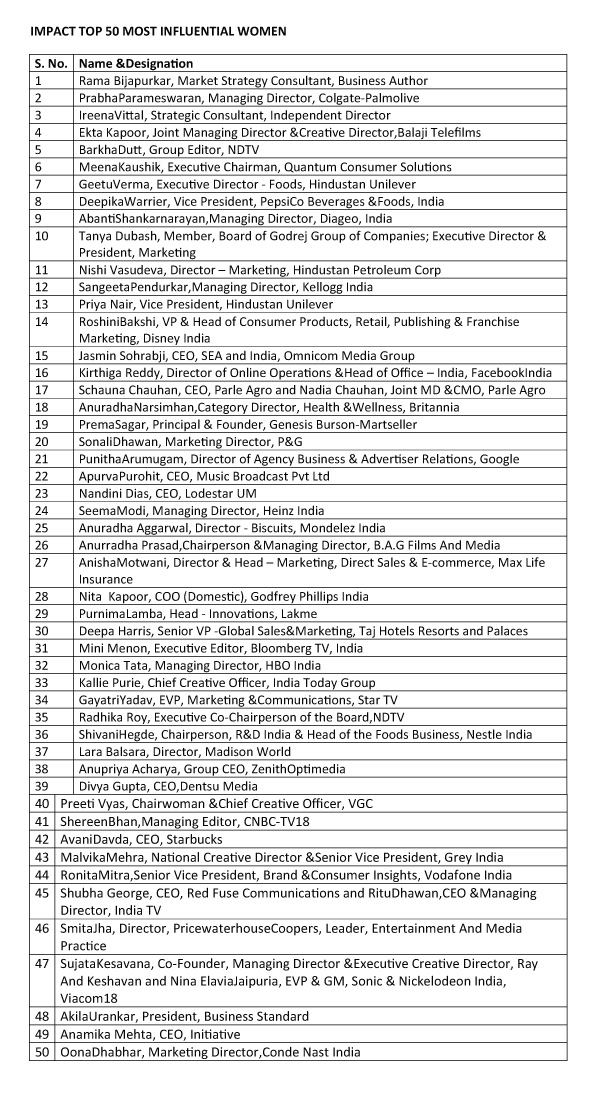 IMPACT TOP 50 MOST INFLUENTIAL WOMEN
S. No. Name &Designation
1 Rama Bijapurkar, Market Strategy Consultant, Business Author
2 PrabhaParameswaran, Managing Director, Colgate-Palmolive
3 IreenaVittal, Strategic Consultant, Independent Director
4 Ekta Kapoor, Joint Managing Director &Creative Director,Balaji Telefilms
5 BarkhaDutt, Group Editor, NDTV
6 MeenaKaushik, Executive Chairman, Quantum Consumer Solutions
7 GeetuVerma, Executive Director - Foods, Hindustan Unilever
8 DeepikaWarrier, Vice President, PepsiCo Beverages &Foods, India
9 AbantiShankarnarayan,Managing Director, Diageo, India
10 Tanya Dubash, Member, Board of Godrej Group of Companies; Executive Director &
President, Marketing
11 Nishi Vasudeva, Director – Marketing, Hindustan Petroleum Corp
12 SangeetaPendurkar,Managing Director, Kellogg India
13 Priya Nair, Vice President, Hindustan Unilever
14 RoshiniBakshi, VP & Head of Consumer Products, Retail, Publishing & Franchise
Marketing, Disney India
15 Jasmin Sohrabji, CEO, SEA and India, Omnicom Media Group
16 Kirthiga Reddy, Director of Online Operations &Head of Office – India, FacebookIndia
17 Schauna Chauhan, CEO, Parle Agro and Nadia Chauhan, Joint MD &CMO, Parle Agro
18 AnuradhaNarsimhan,Category Director, Health &Wellness, Britannia
19 PremaSagar, Principal & Founder, Genesis Burson-Martseller
20 SonaliDhawan, Marketing Director, P&G
21 PunithaArumugam, Director of Agency Business & Advertiser Relations, Google
22 ApurvaPurohit, CEO, Music Broadcast Pvt Ltd
23 Nandini Dias, CEO, Lodestar UM
24 SeemaModi, Managing Director, Heinz India
25 Anuradha Aggarwal, Director - Biscuits, Mondelez India
26 Anurradha Prasad,Chairperson &Managing Director, B.A.G Films And Media
27 AnishaMotwani, Director & Head – Marketing, Direct Sales & E-commerce, Max Life
Insurance
28 Nita Kapoor, COO (Domestic), Godfrey Phillips India
29 PurnimaLamba, Head - Innovations, Lakme
30 Deepa Harris, Senior VP -Global Sales&Marketing, Taj Hotels Resorts and Palaces
31 Mini Menon, Executive Editor, Bloomberg TV, India
32 Monica Tata, Managing Director, HBO India
33 Kallie Purie, Chief Creative Officer, India Today Group
34 GayatriYadav, EVP, Marketing &Communications, Star TV
35 Radhika Roy, Executive Co-Chairperson of the Board,NDTV
36 ShivaniHegde, Chairperson, R&D India & Head of the Foods Business, Nestle India
37 Lara Balsara, Director, Madison World
38 Anupriya Acharya, Group CEO, ZenithOptimedia
39 Divya Gupta, CEO,Dentsu Media
40 Preeti Vyas, Chairwoman &Chief Creative Officer, VGC
41 ShereenBhan,Managing Editor, CNBC-TV18
42 AvaniDavda, CEO, Starbucks
43 MalvikaMehra, National Creative Director &Senior Vice President, Grey India
44 RonitaMitra,Senior Vice President, Brand &Consumer Insights, Vodafone India
45 Shubha George, CEO, Red Fuse Communications and RituDhawan,CEO &Managing
Director, India TV
46 SmitaJha, Director, PricewaterhouseCoopers, Leader, Entertainment And Media
Practice
47 SujataKesavana, Co-Founder, Managing Director &Executive Creative Director, Ray
And Keshavan and Nina ElaviaJaipuria, EVP & GM, Sonic & Nickelodeon India,
Viacom18
48 AkilaUrankar, President, Business Standard
49 Anamika Mehta, CEO, Initiative
50 OonaDhabhar, Marketing Director,Conde Nast India